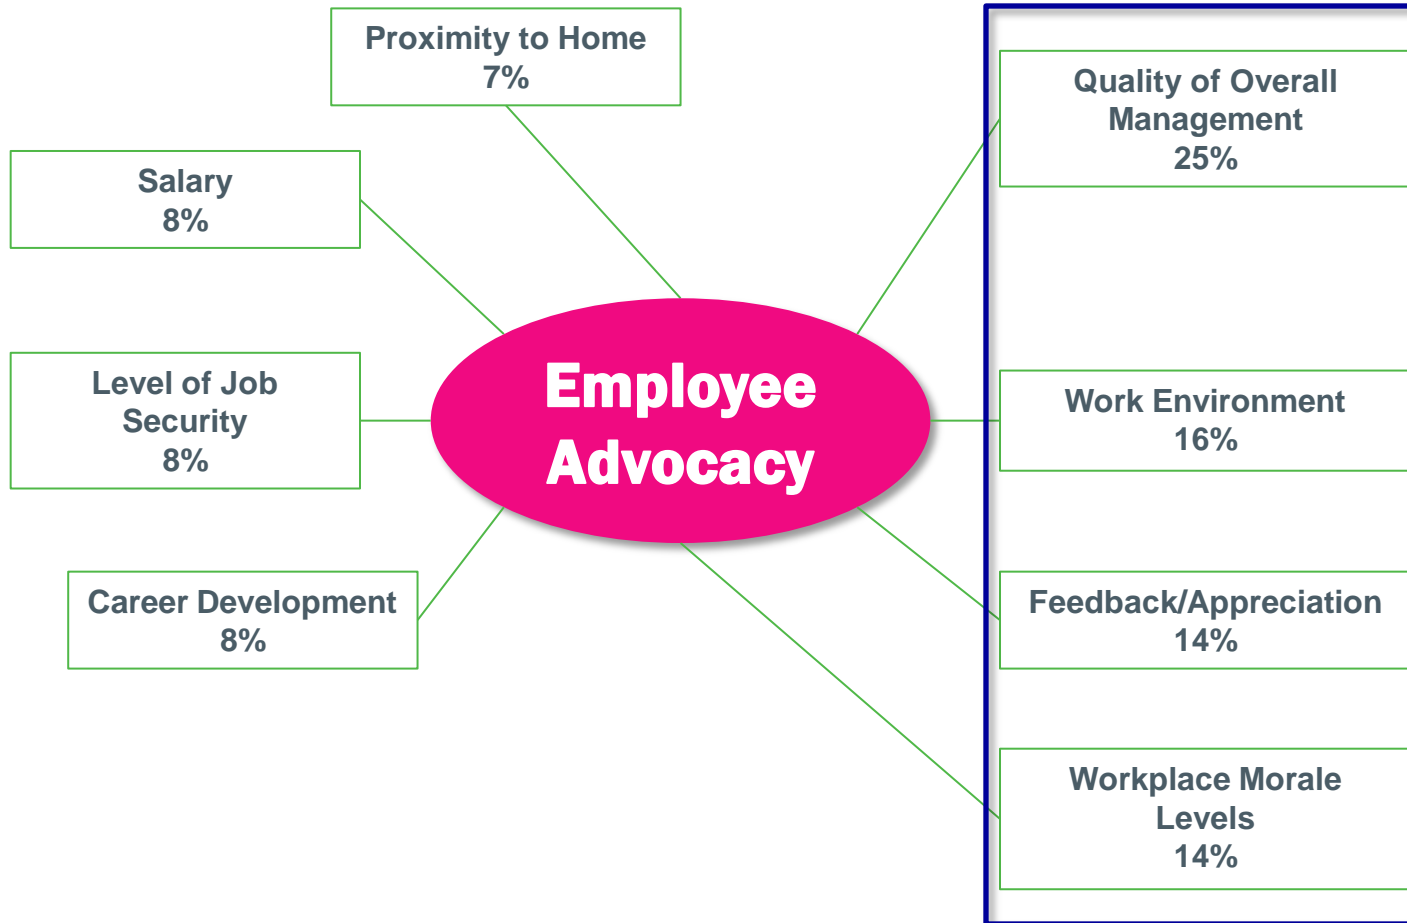 Proximity to Home
7%
Quality of Overall
Management
25%
Salary
8%
Level of Job
Security
8%
Employee
Advocacy
Work Environment
16%
Career Development
8%
Feedback/Appreciation
14%
Workplace Morale
Levels
14%